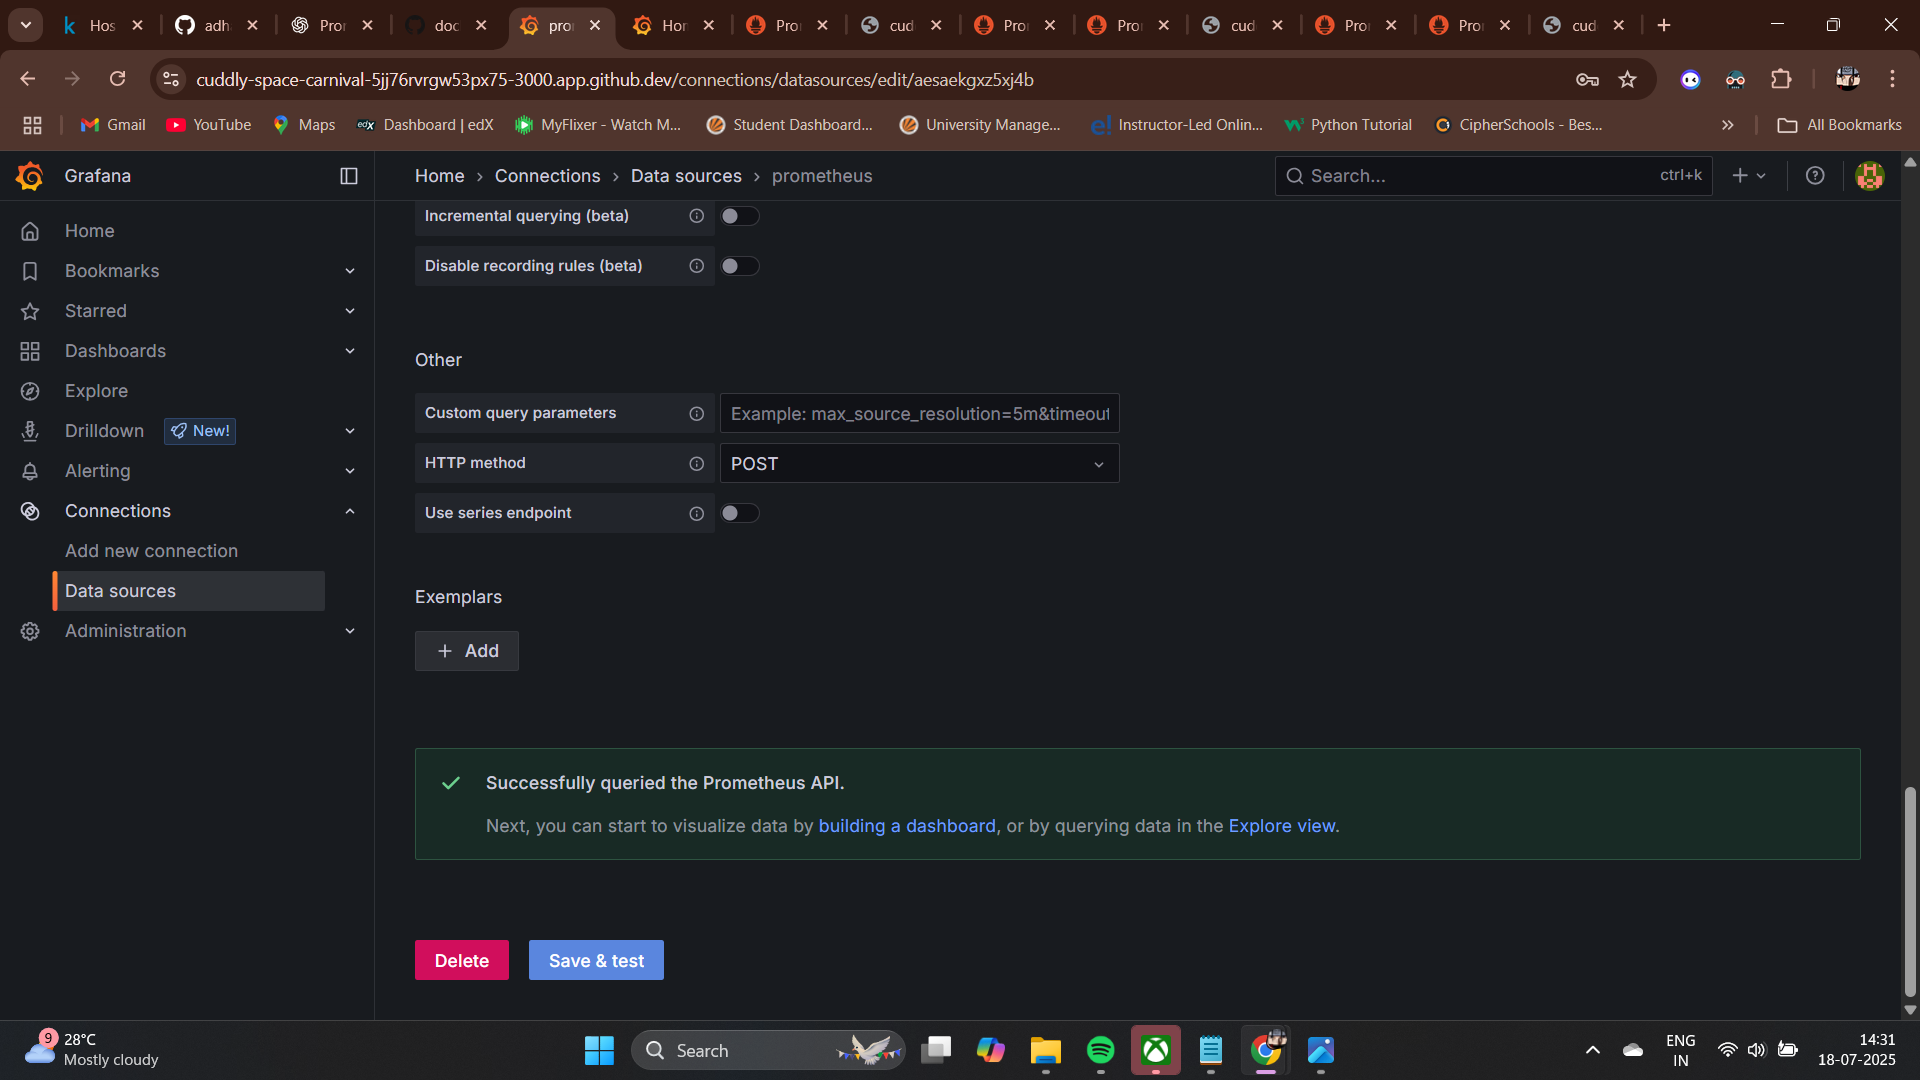 Hos
adh
Pro
doc
pro
Hor
Pro
cud
Pro
Pro
cud
Pro
Pro
cud
cuddly-space-carnival-5jj76rvrgw53px75-3000.app.github.dev/connections/datasources/edit/aesaekgxz5xj4b
Gmail
YouTube
Maps
edX Dashboard | edX
MyFlixer - Watch M...
Student Dashboard...
University Manage...
e! Instructor-Led Onlin...
Python Tutorial
CipherSchools - Bes...
All Bookmarks
Grafana
Home › Connections › Data sources › prometheus
Search... ctrl+k
Home
Bookmarks
Starred
Dashboards
Explore
Drilldown New!
Alerting
Connections
Add new connection
Data sources
Administration
Incremental querying (beta)
Disable recording rules (beta)
Other
Custom query parameters Example: max_source_resolution=5m&timeout
HTTP method POST
Use series endpoint
Exemplars
+ Add
Successfully queried the Prometheus API.
Next, you can start to visualize data by building a dashboard, or by querying data in the Explore view.
Delete Save & test
9
28°C
Mostly cloudy
Search
ENG
IN
14:31
18-07-2025